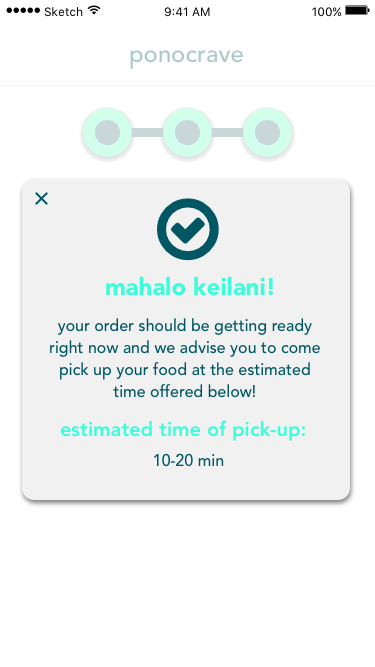 Sketch 9:41 AM 100%
ponocrave
mahalo keilani!
your order should be getting ready
right now and we advise you to come
pick up your food at the estimated
time offered below!
estimated time of pick-up:
10-20 min